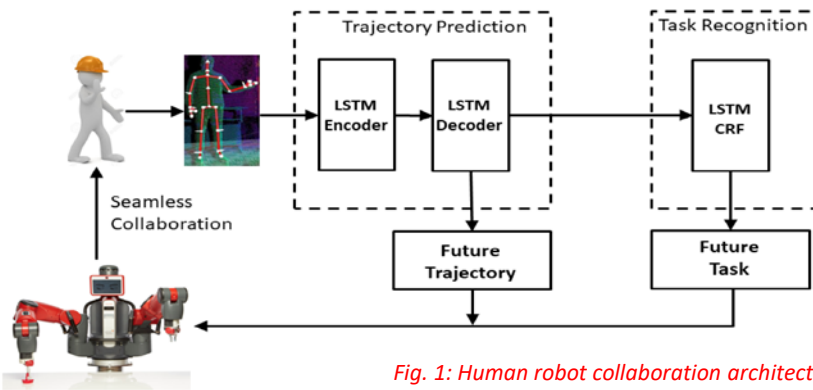 Trajectory Prediction
Task Recognition
LSTM
Encoder
LSTM
Decoder
LSTM
CRF
Seamless
Collaboration
Future
Trajectory
Future
Task
Fig. 1: Human robot collaboration architect